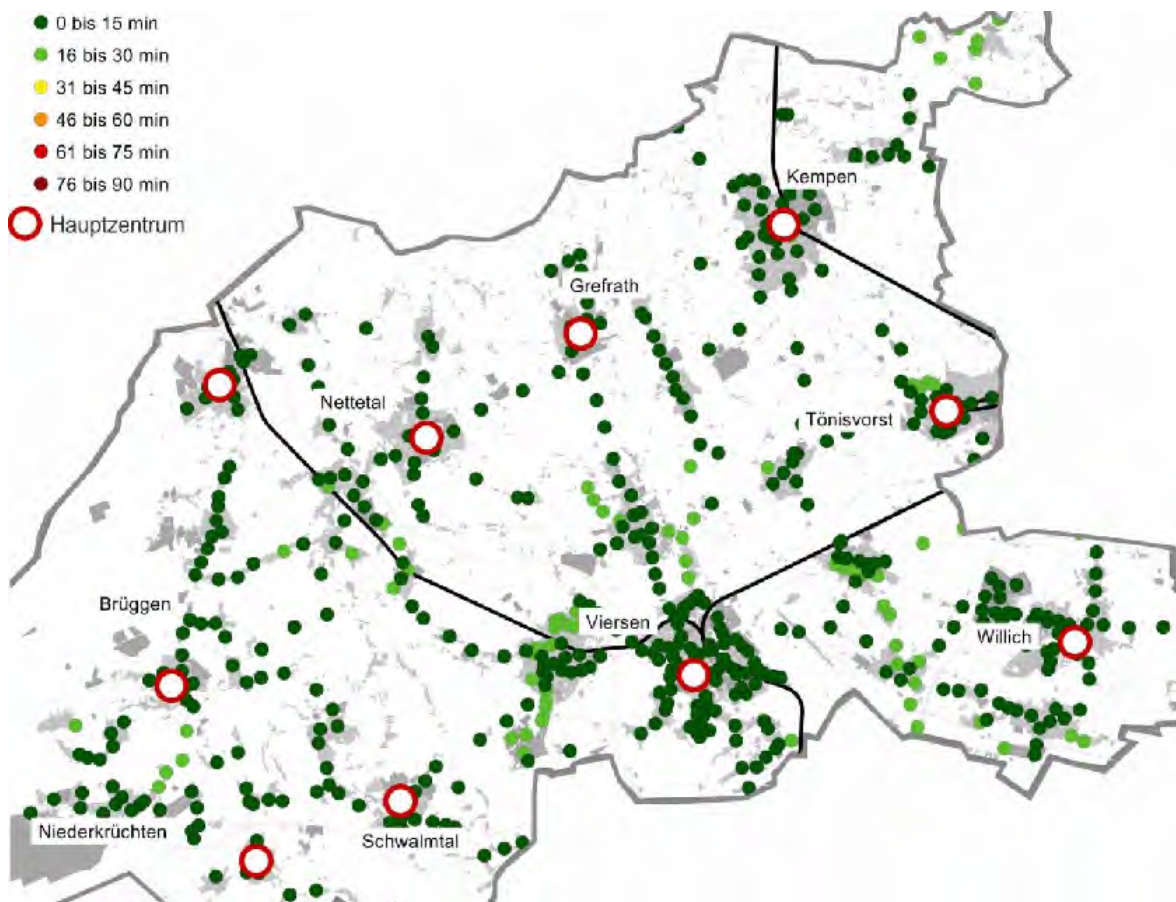 0 bis 15 min
16 bis 30 min
31 bis 45 min
46 bis 60 min
61 bis 75 min
76 bis 90 min
Hauptzentrum
Kempen
Grefrath
Nettetal
Tönisvorst
Brüggen
Viersen
Willich
Niederkrüchten
Schwalmtal